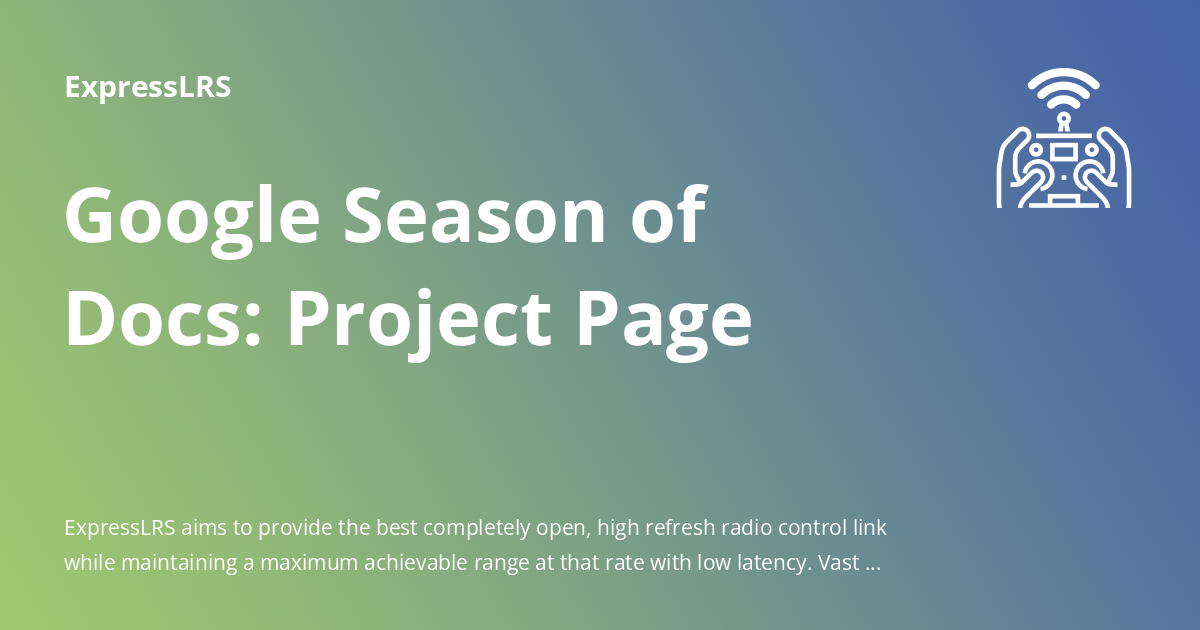 ExpressLRS
Google Season of
Docs: Project Page
ExpressLRS aims to provide the best completely open, high refresh radio control link
while maintaining a maximum achievable range at that rate with low latency. Vast ...